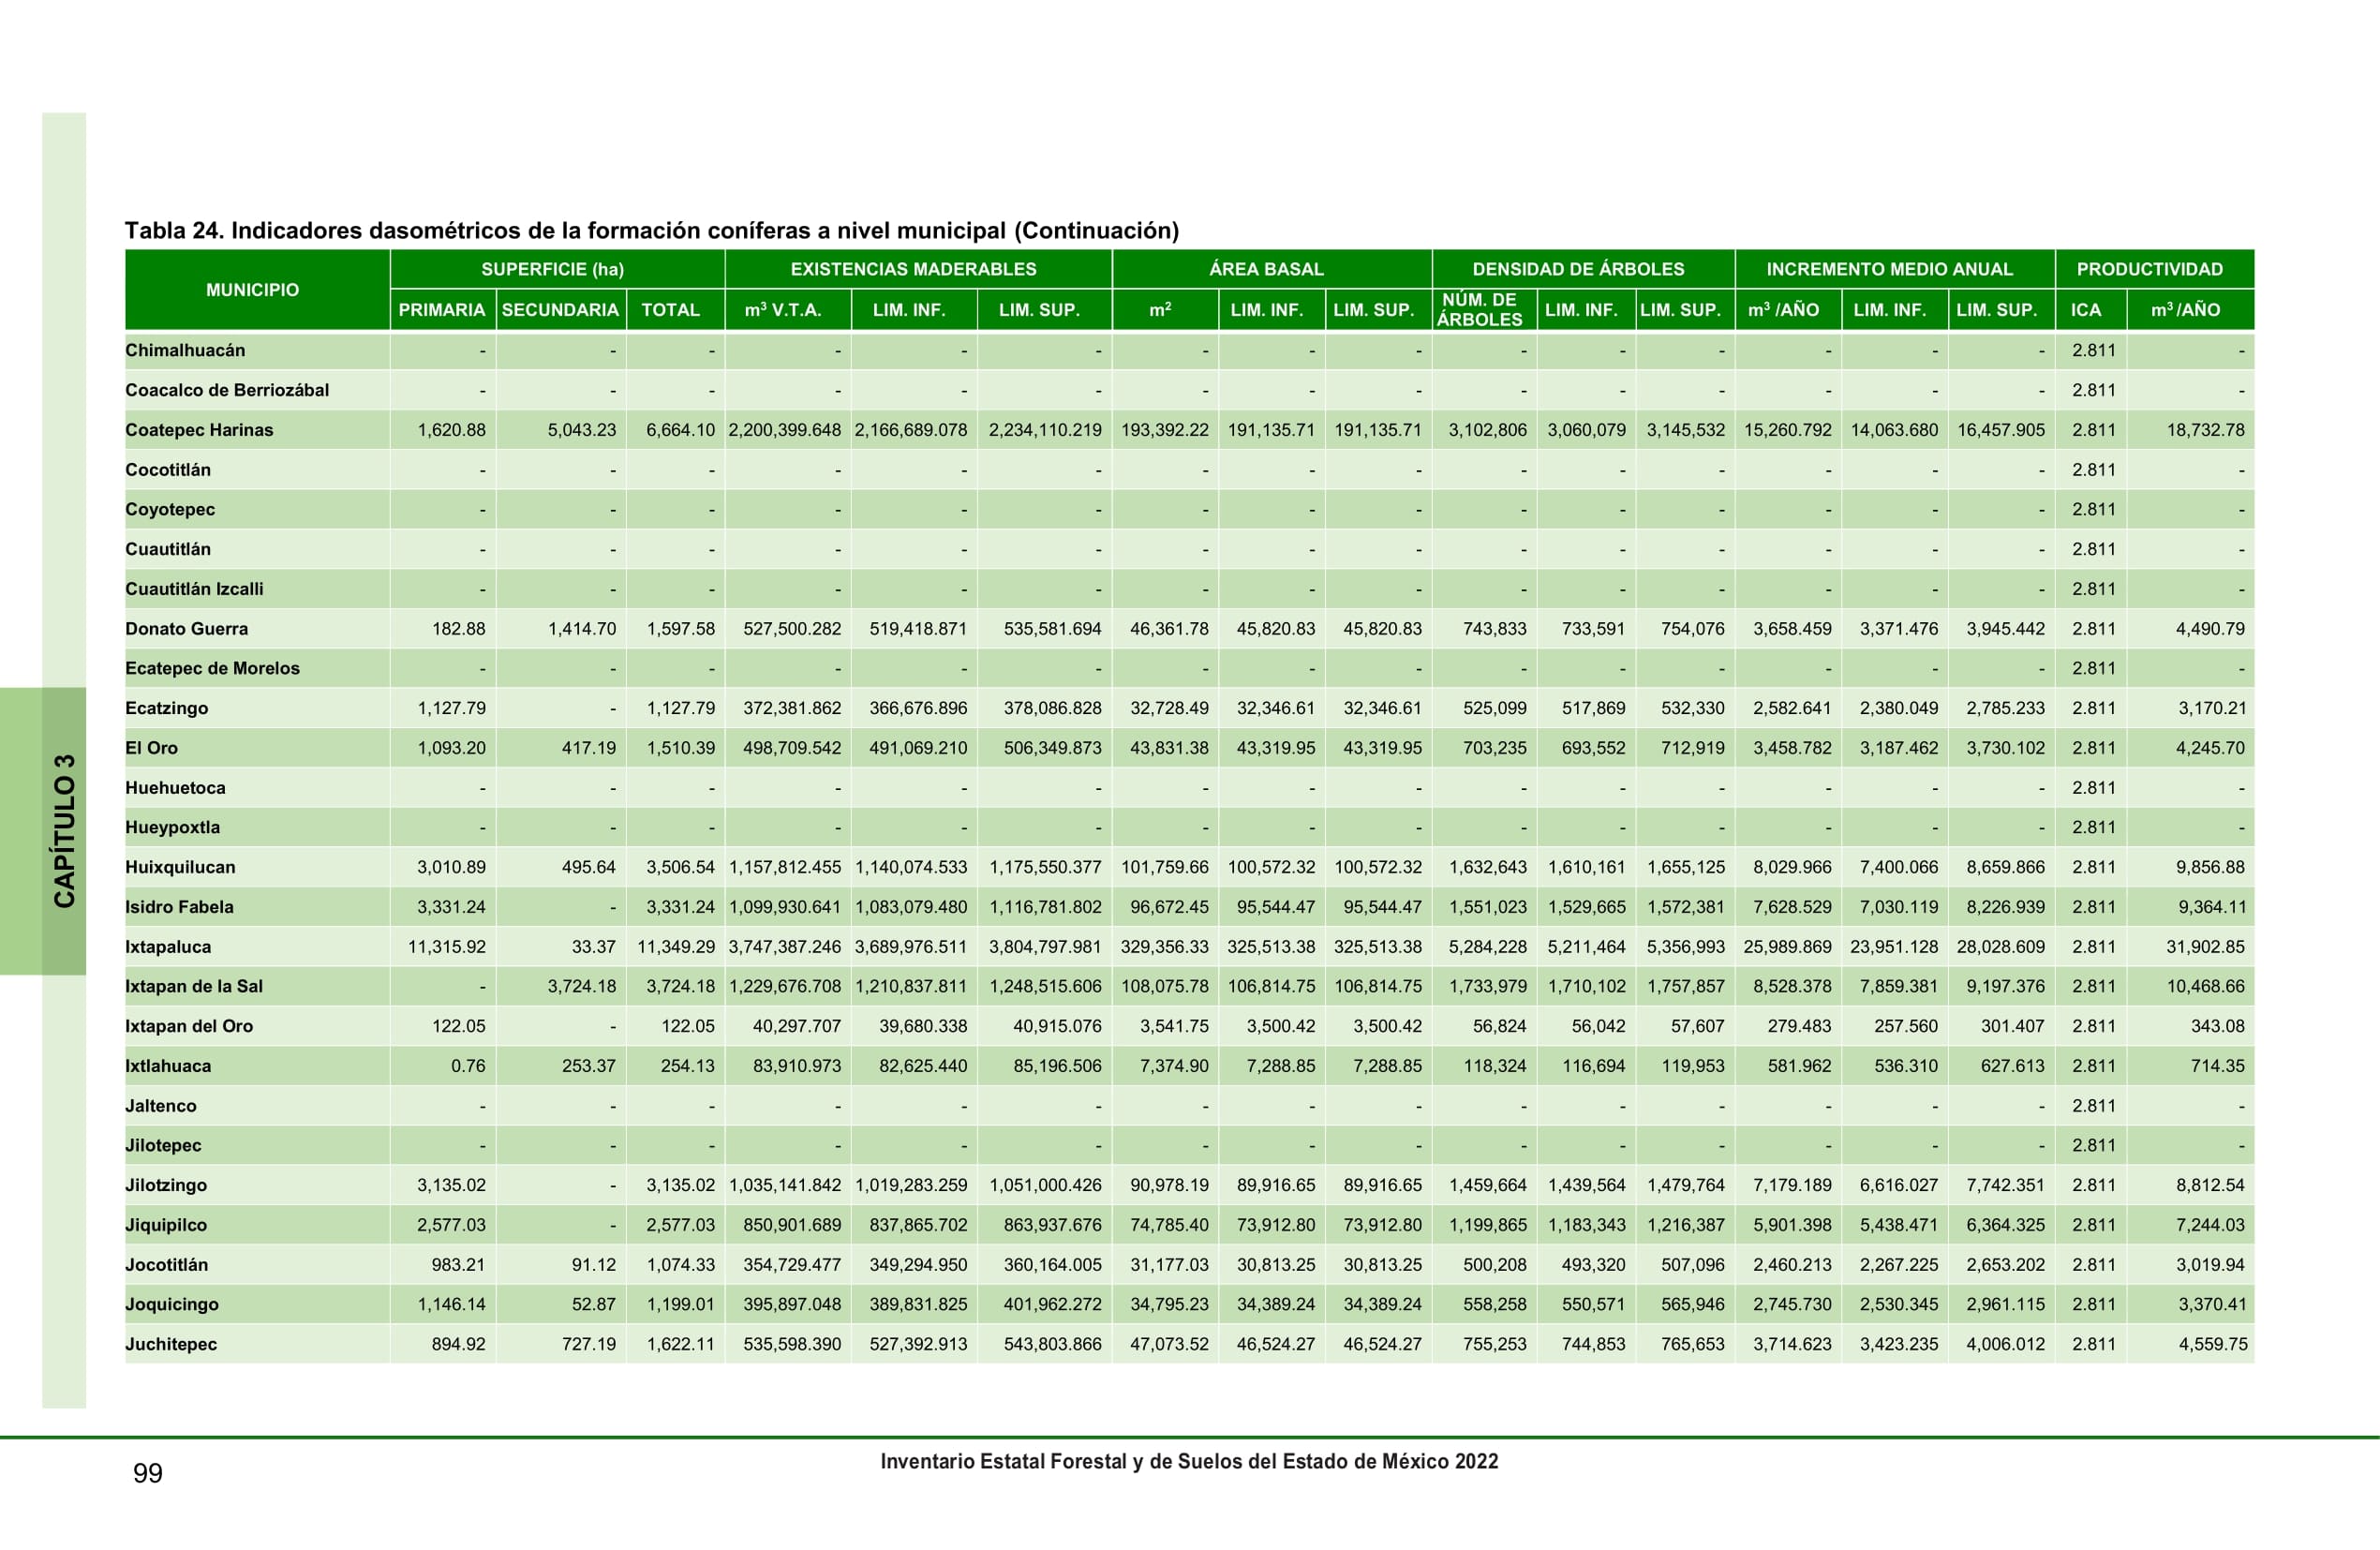 Tabla 24. Indicadores dasométricos de la formación coníferas a nivel municipal (Continuación)
MUNICIPIO SUPERFICIE (ha) EXISTENCIAS MADERABLES ÁREA BASAL DENSIDAD DE ÁRBOLES INCREMENTO MEDIO ANUAL PRODUCTIVIDAD
PRIMARIA SECUNDARIA TOTAL m³ V.T.A. LIM. INF. LIM. SUP. m² LIM. INF. LIM. SUP. NÚM. DE ÁRBOLES LIM. INF. LIM. SUP. m³ /AÑO LIM. INF. LIM. SUP. ICA m³ /AÑO
Chimalhuacán - - - - - - - - - - - - - - - 2.811 -
Coacalco de Berriozábal - - - - - - - - - - - - - - - 2.811 -
Coatepec Harinas 1,620.88 5,043.23 6,664.10 2,200,399.648 2,166,689.078 2,234,110.219 193,392.22 191,135.71 191,135.71 3,102,806 3,060,079 3,145,532 15,260.792 14,063.680 16,457.905 2.811 18,732.78
Cocotitlán - - - - - - - - - - - - - - - 2.811 -
Coyotepec - - - - - - - - - - - - - - - 2.811 -
Cuautitlán - - - - - - - - - - - - - - - 2.811 -
Cuautitlán Izcalli - - - - - - - - - - - - - - - 2.811 -
Donato Guerra 182.88 1,414.70 1,597.58 527,500.282 519,418.871 535,581.694 46,361.78 45,820.83 45,820.83 743,833 733,591 754,076 3,658.459 3,371.476 3,945.442 2.811 4,490.79
Ecatepec de Morelos - - - - - - - - - - - - - - - 2.811 -
Ecatzingo 1,127.79 - 1,127.79 372,381.862 366,676.896 378,086.828 32,728.49 32,346.61 32,346.61 525,099 517,869 532,330 2,582.641 2,380.049 2,785.233 2.811 3,170.21
El Oro 1,093.20 417.19 1,510.39 498,709.542 491,069.210 506,349.873 43,831.38 43,319.95 43,319.95 703,235 693,552 712,919 3,458.782 3,187.462 3,730.102 2.811 4,245.70
Huehuetoca - - - - - - - - - - - - - - - 2.811 -
Hueypoxtla - - - - - - - - - - - - - - - 2.811 -
Huixquilucan 3,010.89 495.64 3,506.54 1,157,812.455 1,140,074.533 1,175,550.377 101,759.66 100,572.32 100,572.32 1,632,643 1,610,161 1,655,125 8,029.966 7,400.066 8,659.866 2.811 9,856.88
Isidro Fabela 3,331.24 - 3,331.24 1,099,930.641 1,083,079.480 1,116,781.802 96,672.45 95,544.47 95,544.47 1,551,023 1,529,665 1,572,381 7,628.529 7,030.119 8,226.939 2.811 9,364.11
Ixtapaluca 11,315.92 33.37 11,349.29 3,747,387.246 3,689,976.511 3,804,797.981 329,356.33 325,513.38 325,513.38 5,284,228 5,211,464 5,356,993 25,989.869 23,951.128 28,028.609 2.811 31,902.85
Ixtapan de la Sal - 3,724.18 3,724.18 1,229,676.708 1,210,837.811 1,248,515.606 108,075.78 106,814.75 106,814.75 1,733,979 1,710,102 1,757,857 8,528.378 7,859.381 9,197.376 2.811 10,468.66
Ixtapan del Oro 122.05 - 122.05 40,297.707 39,680.338 40,915.076 3,541.75 3,500.42 3,500.42 56,824 56,042 57,607 279.483 257.560 301.407 2.811 343.08
Ixtlahuaca 0.76 253.37 254.13 83,910.973 82,625.440 85,196.506 7,374.90 7,288.85 7,288.85 118,324 116,694 119,953 581.962 536.310 627.613 2.811 714.35
Jaltenco - - - - - - - - - - - - - - - 2.811 -
Jilotepec - - - - - - - - - - - - - - - 2.811 -
Jilotzingo 3,135.02 - 3,135.02 1,035,141.842 1,019,283.259 1,051,000.426 90,978.19 89,916.65 89,916.65 1,459,664 1,439,564 1,479,764 7,179.189 6,616.027 7,742.351 2.811 8,812.54
Jiquipilco 2,577.03 - 2,577.03 850,901.689 837,865.702 863,937.676 74,785.40 73,912.80 73,912.80 1,199,865 1,183,343 1,216,387 5,901.398 5,438.471 6,364.325 2.811 7,244.03
Jocotitlán 983.21 91.12 1,074.33 354,729.477 349,294.950 360,164.005 31,177.03 30,813.25 30,813.25 500,208 493,320 507,096 2,460.213 2,267.225 2,653.202 2.811 3,019.94
Joquicingo 1,146.14 52.87 1,199.01 395,897.048 389,831.825 401,962.272 34,795.23 34,389.24 34,389.24 558,258 550,571 565,946 2,745.730 2,530.345 2,961.115 2.811 3,370.41
Juchitepec 894.92 727.19 1,622.11 535,598.390 527,392.913 543,803.866 47,073.52 46,524.27 46,524.27 755,253 744,853 765,653 3,714.623 3,423.235 4,006.012 2.811 4,559.75
CAPÍTULO 3
Inventario Estatal Forestal y de Suelos del Estado de México 2022
99